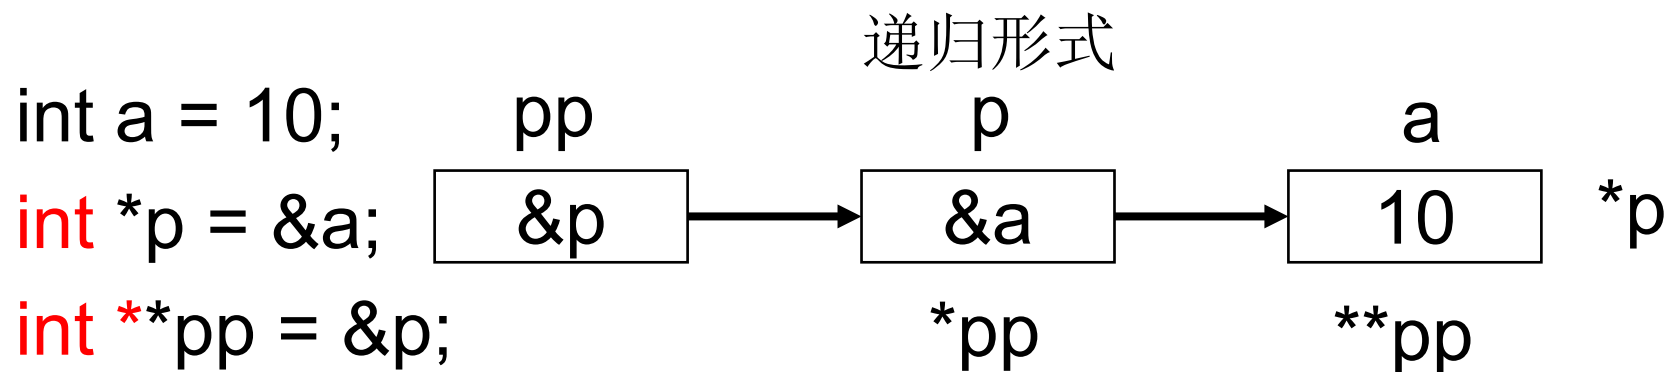 递归形式
int a = 10; pp p a
int *p = &a; &p &a 10 *p
int **pp = &p; *pp **pp